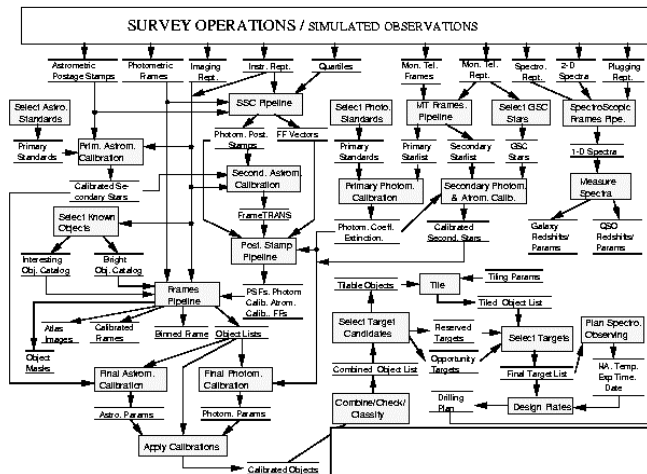 SURVEY OPERATIONS / SIMULATED OBSERVATIONS
Astrometric
Postage Stamps
Photometric
Frames
Imaging
Rept.
Instr. Rept.
Quartiles
Mon. Tel.
Frames
Mon. Tel.
Rept.
Spectro.
Rept.
2-D
Spectra
Plugging
Rept.
Select Astro.
Standards
SSC Pipeline
Select Photo.
Standards
MT Frames.
Pipeline
Select GSC
Stars
SpectroScopic
Frames Pipe.
Primary
Standards
Prim. Astrom.
Calibration
Photom. Post.
Stamps
FF Vectors
Primary
Standards
Primary
Starlist
Secondary
Starlist
GSC
Stars
1-D Spectra
Calibrated Se-
condary Stars
Second. Astrom.
Calibration
Primary Photom.
Calibration
Secondary Photom.
& Atrom. Calib.
Measure
Spectra
Select Known
Objects
FrameTRANS
Photom. Coeff.
Extinction.
Calibrated
Second. Stars
Galaxy
Redshifts/
Params
QSO
Redshifts/
Params
Post. Stamp
Pipeline
Interesting
Obj. Catalog
Bright
Obj. Catalog
Frames
Pipeline
PSFs, Photom
Calib, Atrom.
Calib. FFs
Tilable Objects
Tile
Tiling Params
Tiled Object List
Atlas
Images
Calibrated
Frames
Binned Frame
Object Lists
Select Target
Candidates
Reserved
Targets
Select Targets
Plan Spectro.
Observing
Object
Masks
Opportunity
Targets
Final Astrom.
Calibration
Final Photom.
Calibration
Combined Object List
Final Target List
HA, Temp.
Exp Time.
Date
Astro. Params
Photom. Params
Combine/Check/
Classify
Drilling
Plan
Design Plates
Apply Calibrations
Calibrated Objects